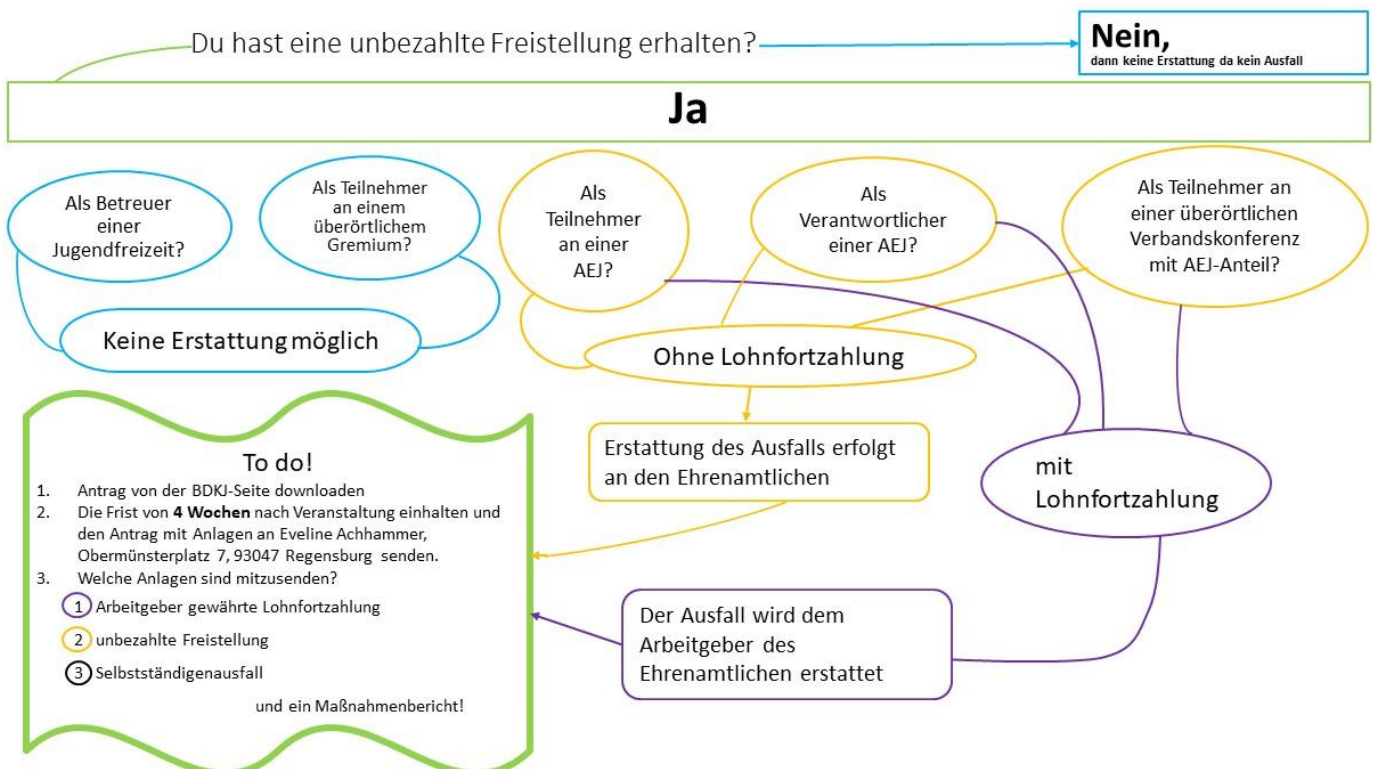 Du hast eine unbezahlte Freistellung erhalten?
Nein,
dann keine Erstattung da kein Ausfall
Ja
Als Betreuer
einer
Jugendfreizeit?
Als Teilnehmer
an einem
überörtlichem
Gremium?
Als
Teilnehmer
an einer
AEJ?
Als
Verantwortlicher
einer AEJ?
Als Teilnehmer an
einer überörtlichen
Verbandskonferenz
mit AEJ-Anteil?
Keine Erstattung möglich
Ohne Lohnfortzahlung
Erstattung des Ausfalls erfolgt
an den Ehrenamtlichen
mit
Lohnfortzahlung
To do!
1. Antrag von der BDKJ-Seite downloaden
2. Die Frist von 4 Wochen nach Veranstaltung einhalten und
den Antrag mit Anlagen an Eveline Achhammer,
Obermünsterplatz 7, 93047 Regensburg senden.
3. Welche Anlagen sind mitzusenden?
1 Arbeitgeber gewährte Lohnfortzahlung
2 unbezahlte Freistellung
3 Selbstständigenausfall
und ein Maßnahmenbericht!
Der Ausfall wird dem
Arbeitgeber des
Ehrenamtlichen erstattet